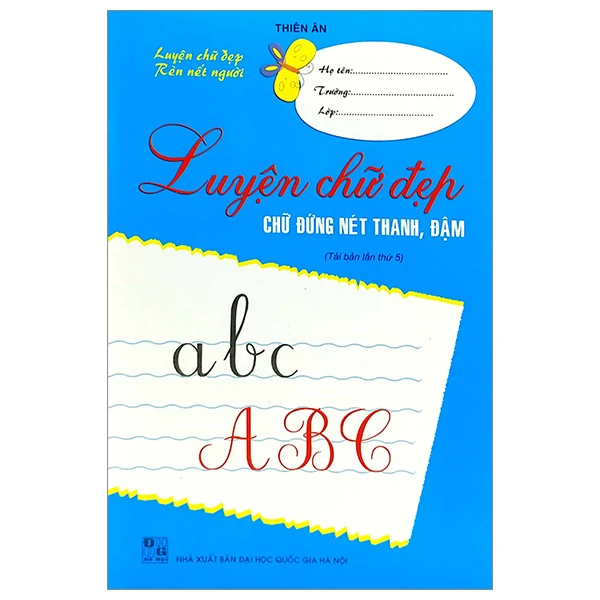 THIÊN ÂN
Luyện chữ đẹp
Rèn nết người
Họ tên:
Trường:
Lớp:
Luyện chữ đẹp
CHỮ ĐỨNG NÉT THANH, ĐẬM
(Tái bản lần thứ 5)
abc
ABC
NHÀ XUẤT BẢN ĐẠI HỌC QUỐC GIA HÀ NỘI